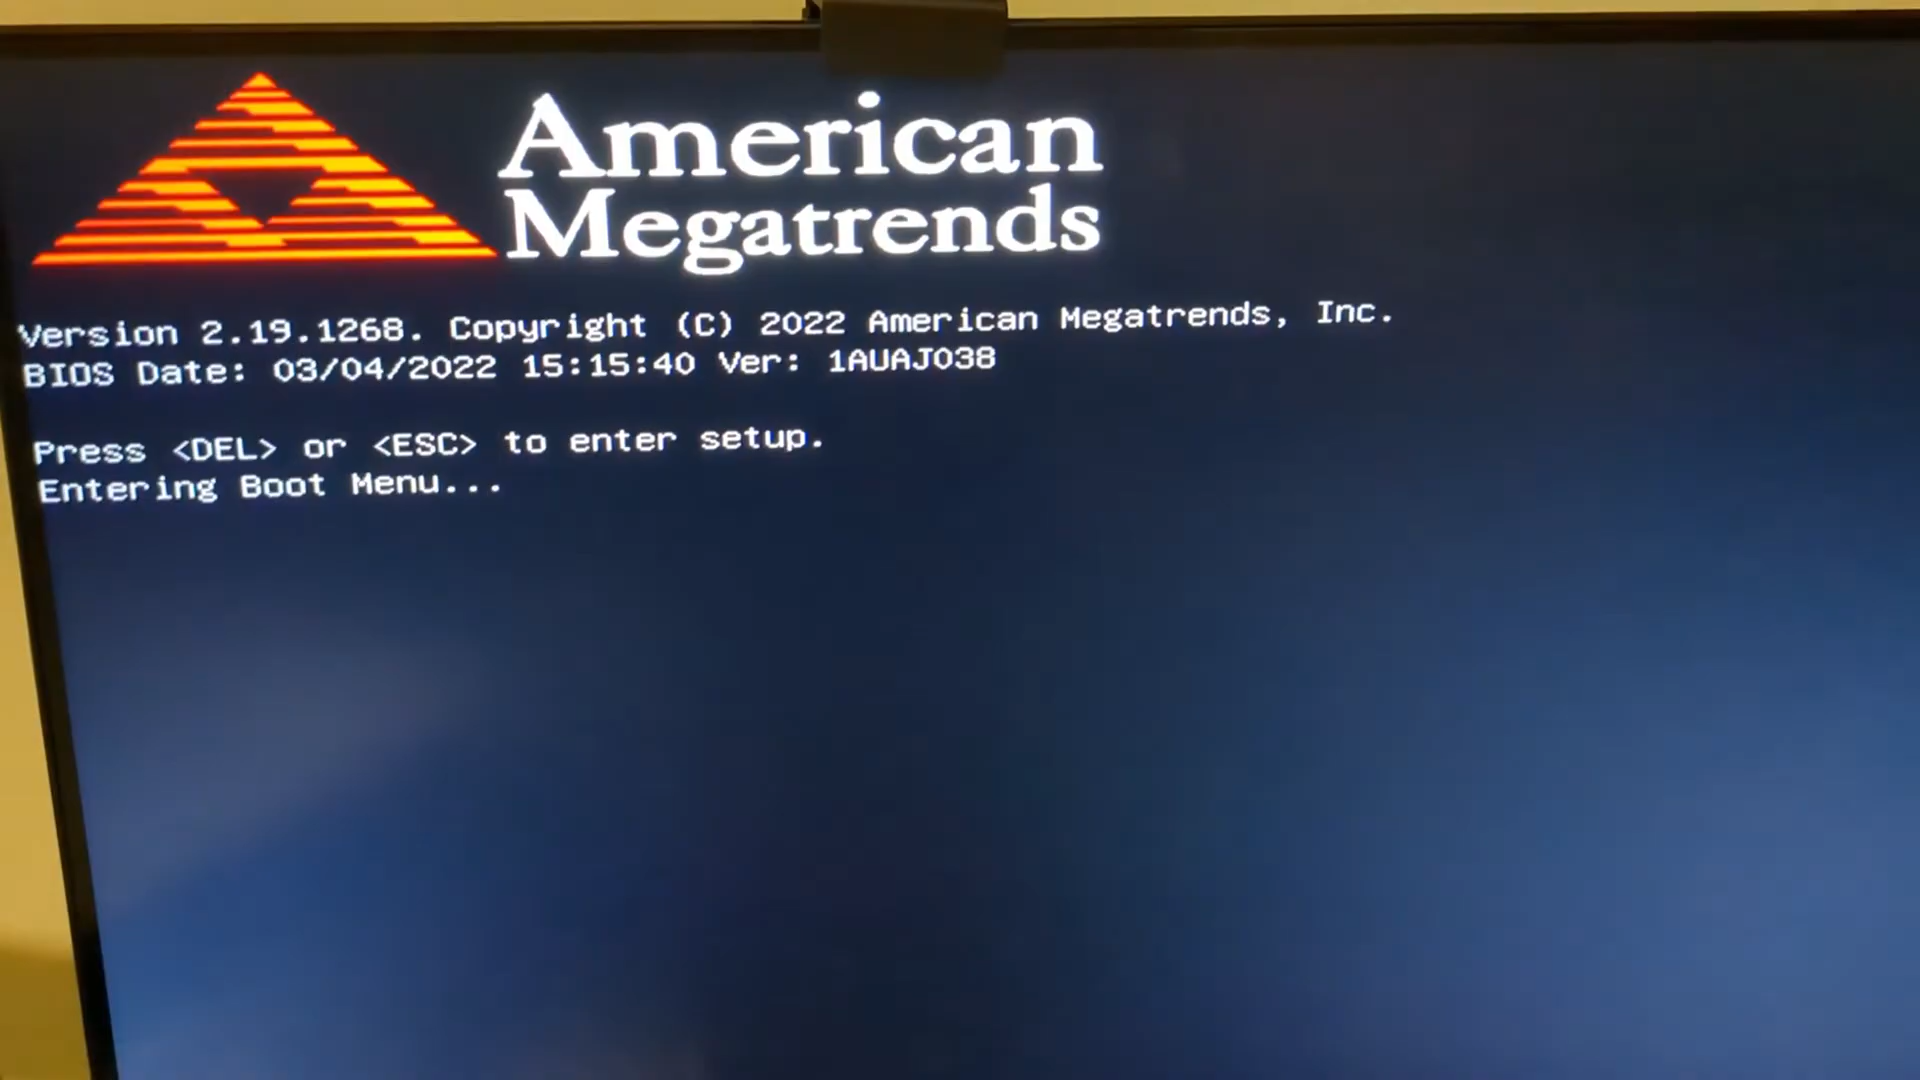 American
Megatrends
Version 2.19.1268. Copyright (C) 2022 American Megatrends, Inc.
BIOS Date: 03/04/2022 15:15:40 Ver: 1AUAJ038
Press <DEL> or <ESC> to enter setup.
Entering Boot Menu...